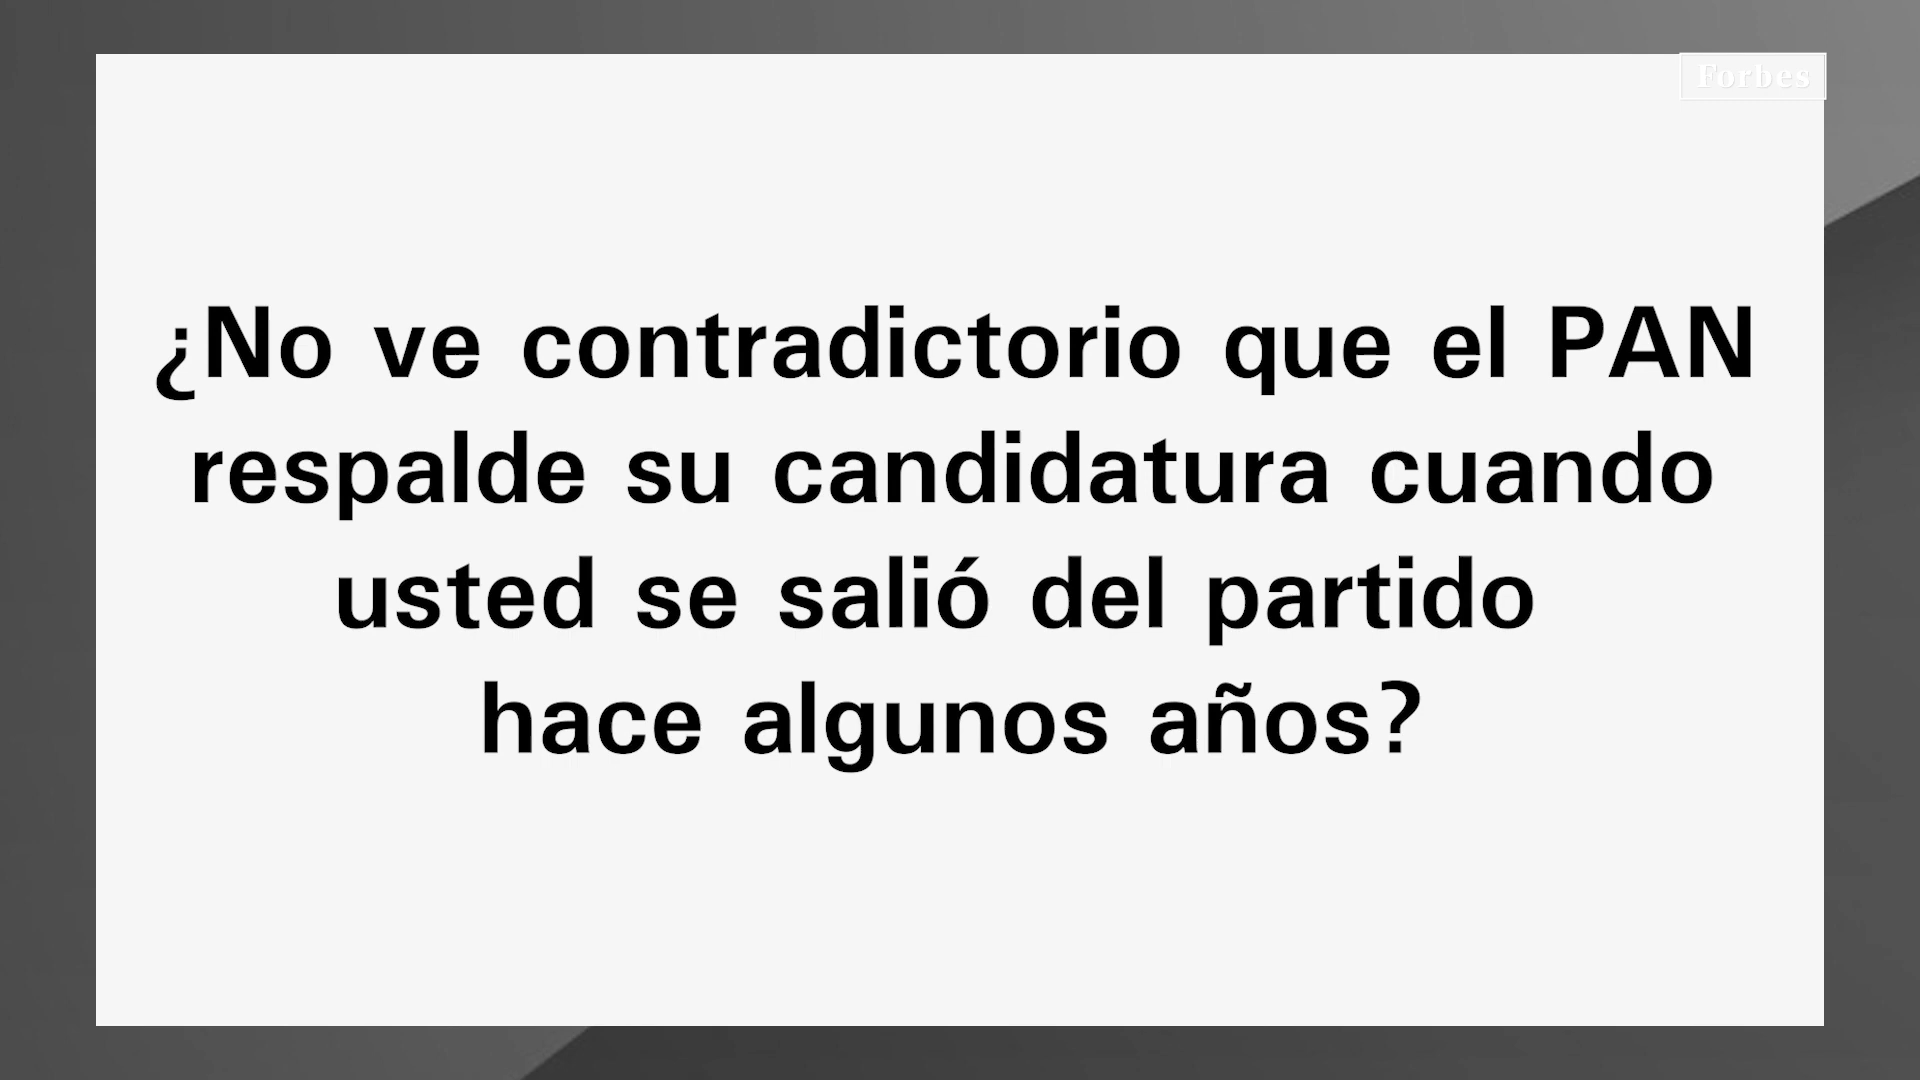 Forbes
¿No ve contradictorio que el PAN
respalde su candidatura cuando
usted se salió del partido
hace algunos años?